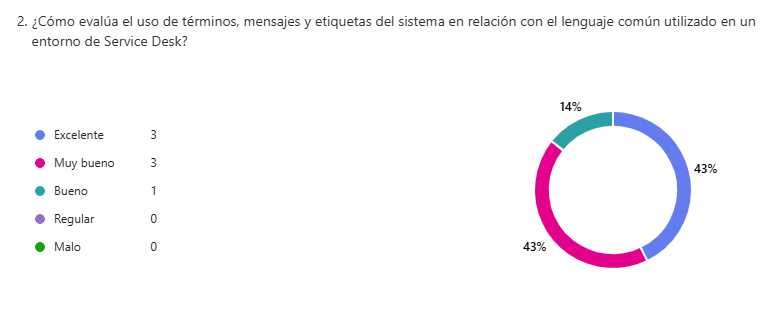 2. ¿Cómo evalúa el uso de términos, mensajes y etiquetas del sistema en relación con el lenguaje común utilizado en un
entorno de Service Desk?
Excelente 3
Muy bueno 3
Bueno 1
Regular 0
Malo 0
14%
43%
43%